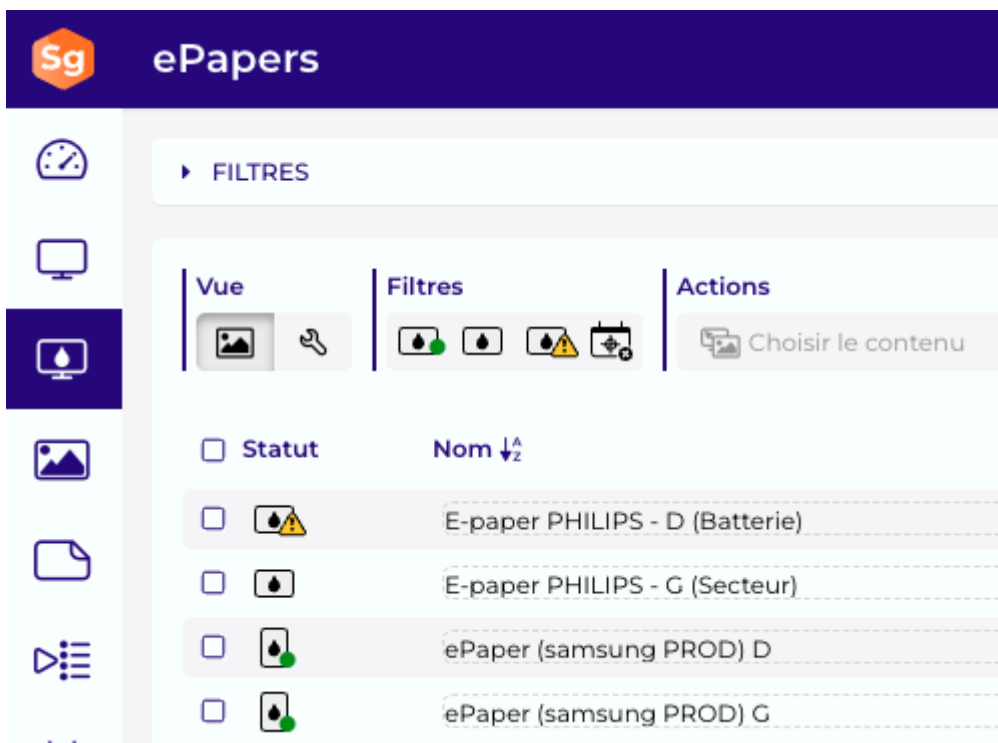 Sg ePapers
FILTRES
Vue Filtres Actions
Choisir le contenu
Statut Nom
E-paper PHILIPS - D (Batterie)
E-paper PHILIPS - G (Secteur)
ePaper (samsung PROD) D
ePaper (samsung PROD) G